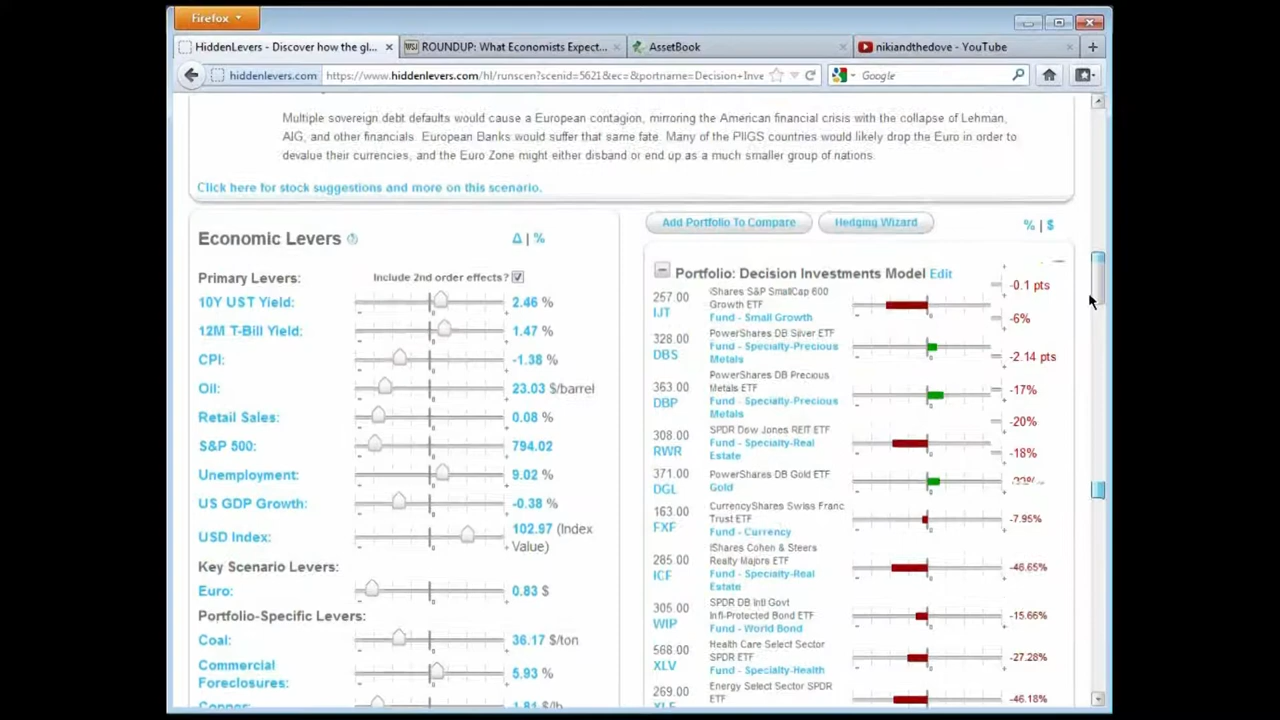 Firefox
HiddenLevers - Discover how the gl...
ROUNDUP: What Economists Expect...
AssetBook
nikiandthedove - YouTube
hiddenlevers.com
https://www.hiddenlevers.com/hl/runscen?scenid=5621&ec=&portname=Decision+Inve
Google
Multiple sovereign debt defaults would cause a European contagion, mirroring the American financial crisis with the collapse of Lehman,
AIG, and other financials. European Banks would suffer that same fate. Many of the PIIGS countries would likely drop the Euro in order to
devalue their currencies, and the Euro Zone might either disband or end up as a much smaller group of nations.
Click here for stock suggestions and more on this scenario.
Economic Levers
Δ | %
Primary Levers:
Include 2nd order effects?
10Y UST Yield:
2.46 %
12M T-Bill Yield:
1.47 %
CPI:
-1.38 %
Oil:
23.03 $/barrel
Retail Sales:
0.08 %
S&P 500:
794.02
Unemployment:
9.02 %
US GDP Growth:
-0.38 %
USD Index:
102.97 (Index
Value)
Key Scenario Levers:
Euro:
0.83 $
Portfolio-Specific Levers:
Coal:
36.17 $/ton
Commercial
Foreclosures:
5.93 %
Copper:
1.81 $/lb
Add Portfolio To Compare
Hedging Wizard
% | $
Portfolio: Decision Investments Model Edit
257.00
IJT
iShares S&P SmallCap 600
Growth ETF
Fund - Small Growth
-0.1 pts
-6%
328.00
DBS
PowerShares DB Silver ETF
Fund - Specialty-Precious
Metals
-2.14 pts
363.00
DBP
PowerShares DB Precious
Metals ETF
Fund - Specialty-Precious
Metals
-17%
-20%
308.00
RWR
SPDR Dow Jones REIT ETF
Fund - Specialty-Real
Estate
-18%
371.00
DGL
PowerShares DB Gold ETF
Gold
163.00
FXF
CurrencyShares Swiss Franc
Trust ETF
Fund - Currency
-7.95%
285.00
ICF
iShares Cohen & Steers
Realty Majors ETF
Fund - Specialty-Real
Estate
-46.65%
305.00
WIP
SPDR DB Intl Govt
Infl-Protected Bond ETF
Fund - World Bond
-15.66%
568.00
XLV
Health Care Select Sector
SPDR ETF
Fund - Specialty-Health
-27.28%
269.00
Energy Select Sector SPDR
ETF
-46.18%